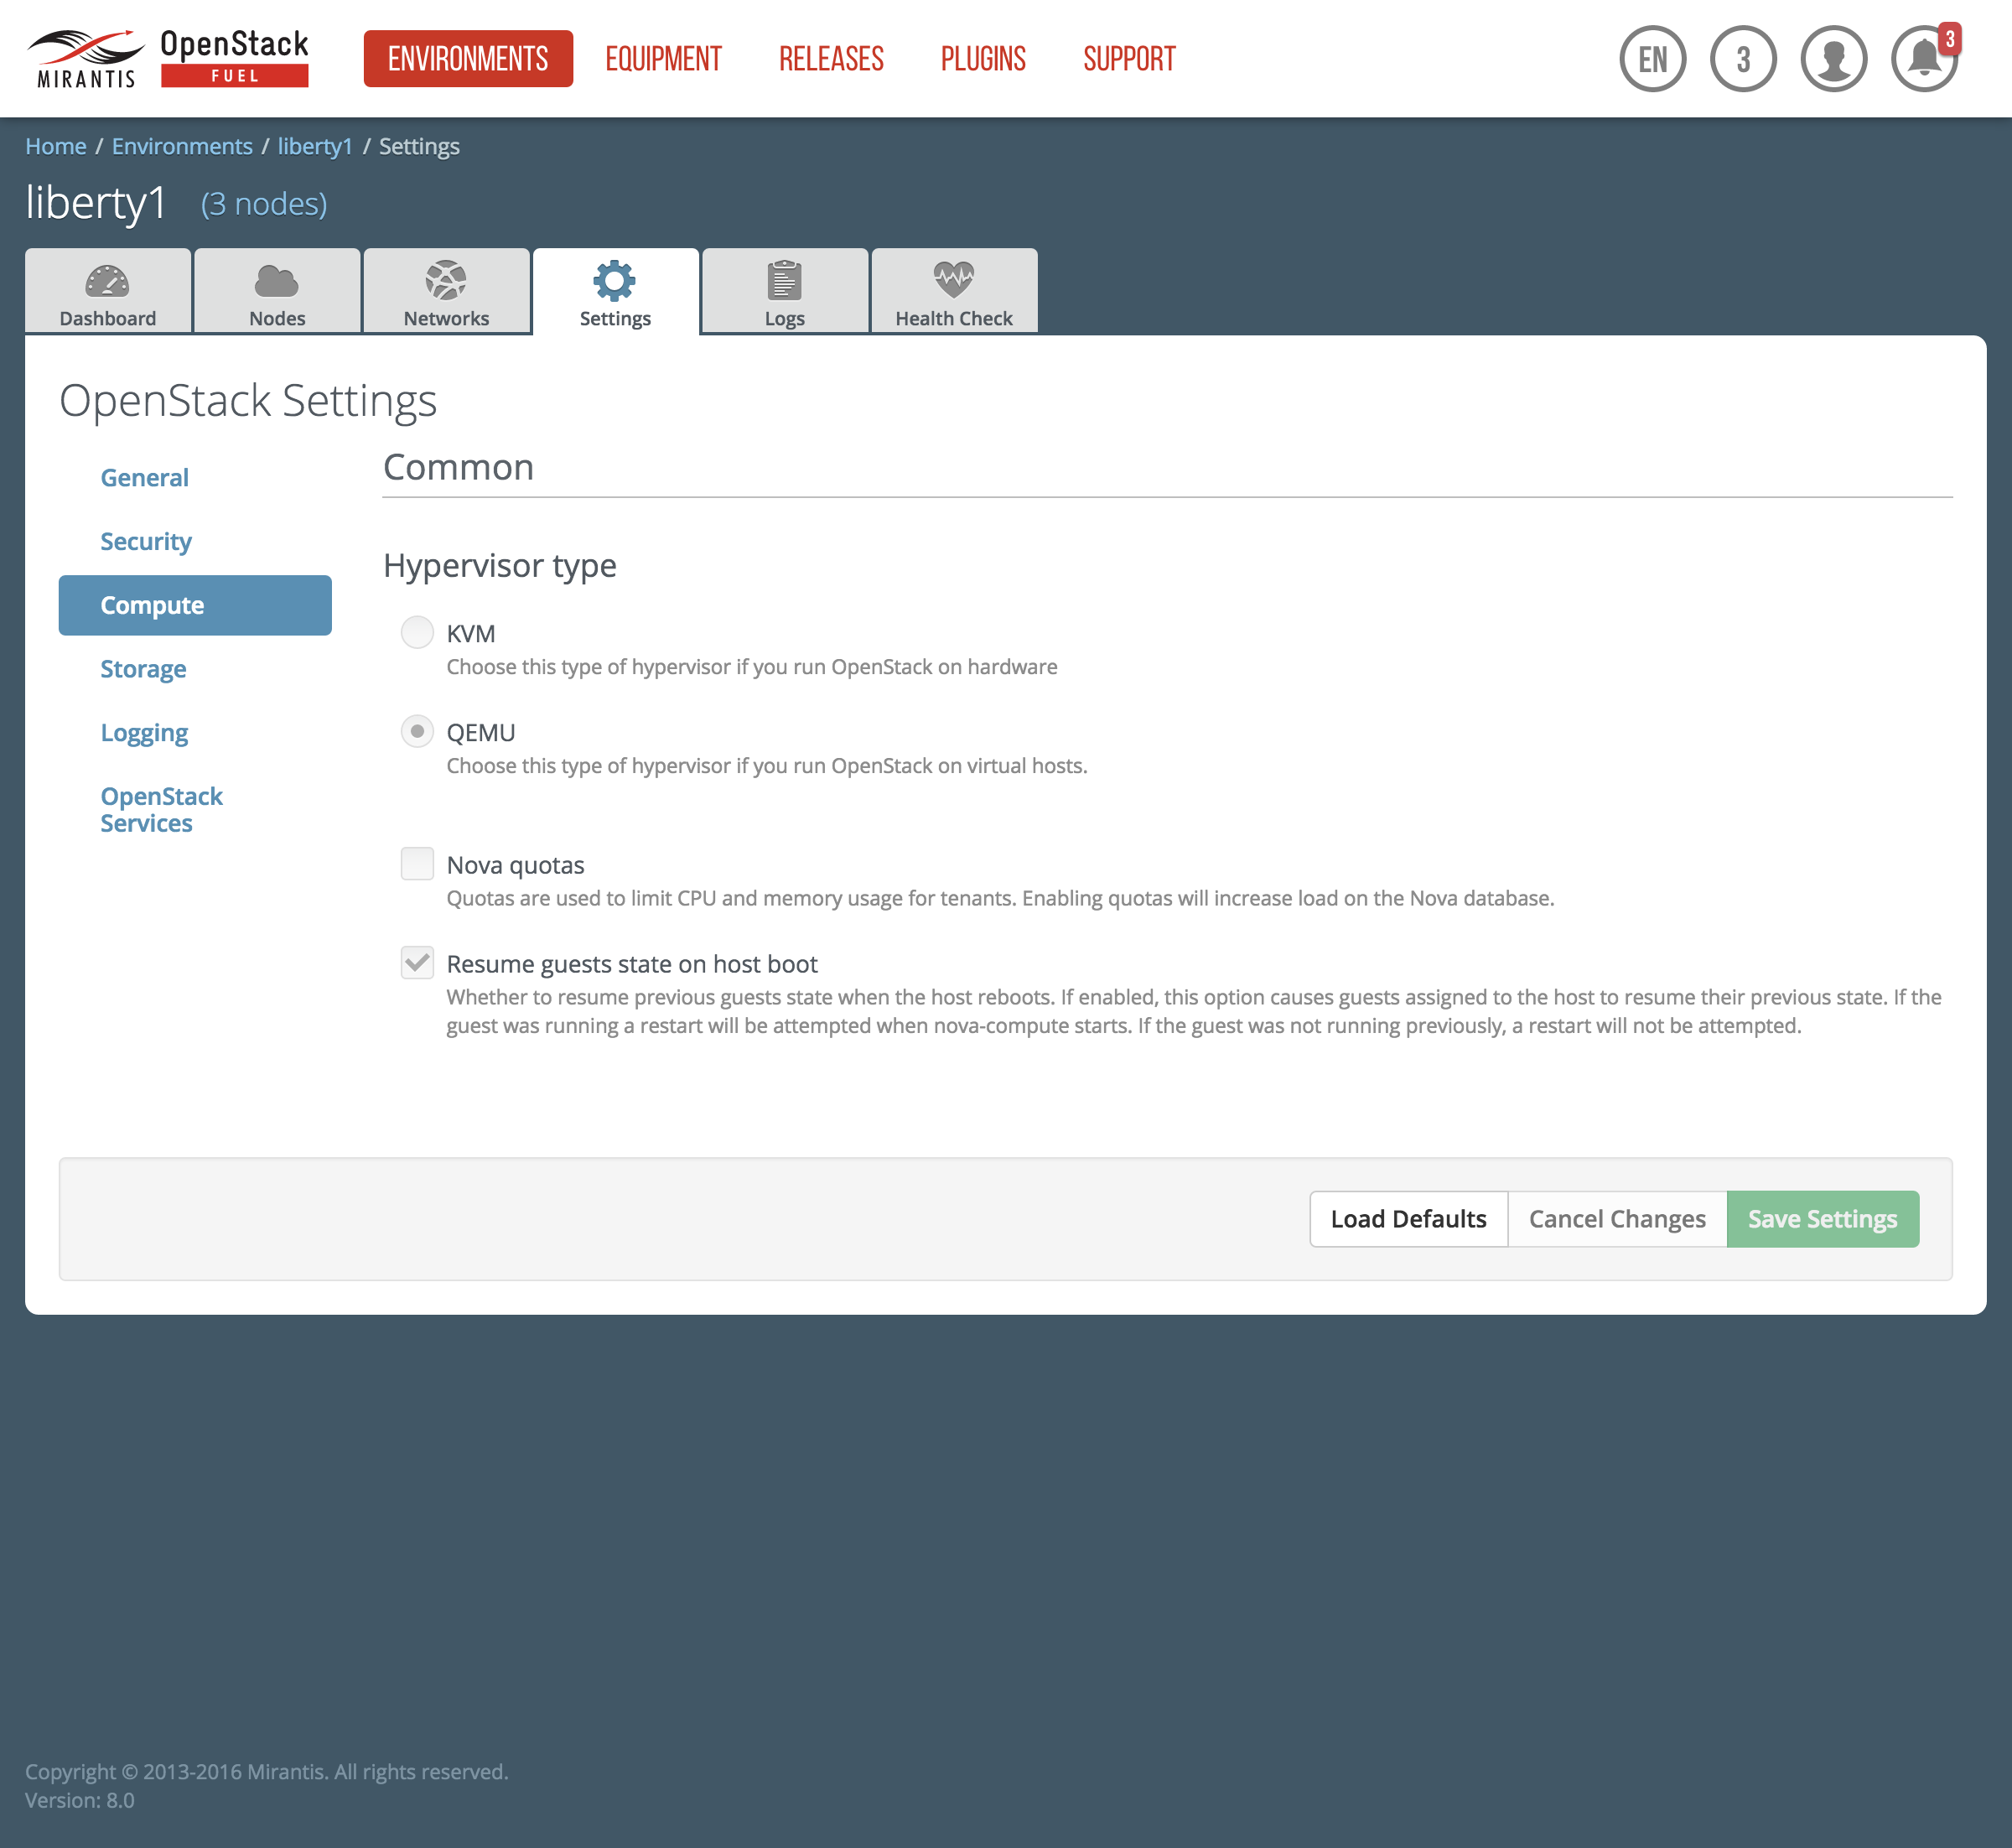 MIRANTIS
OpenStack
FUEL
ENVIRONMENTS EQUIPMENT RELEASES PLUGINS SUPPORT
EN 3 3
Home / Environments / liberty1 / Settings
liberty1 (3 nodes)
Dashboard Nodes Networks Settings Logs Health Check
OpenStack Settings
General
Security
Compute
Storage
Logging
OpenStack
Services
Common
Hypervisor type
KVM
Choose this type of hypervisor if you run OpenStack on hardware
QEMU
Choose this type of hypervisor if you run OpenStack on virtual hosts.
Nova quotas
Quotas are used to limit CPU and memory usage for tenants. Enabling quotas will increase load on the Nova database.
Resume guests state on host boot
Whether to resume previous guests state when the host reboots. If enabled, this option causes guests assigned to the host to resume their previous state. If the
guest was running a restart will be attempted when nova-compute starts. If the guest was not running previously, a restart will not be attempted.
Load Defaults Cancel Changes Save Settings
Copyright © 2013-2016 Mirantis. All rights reserved.
Version: 8.0